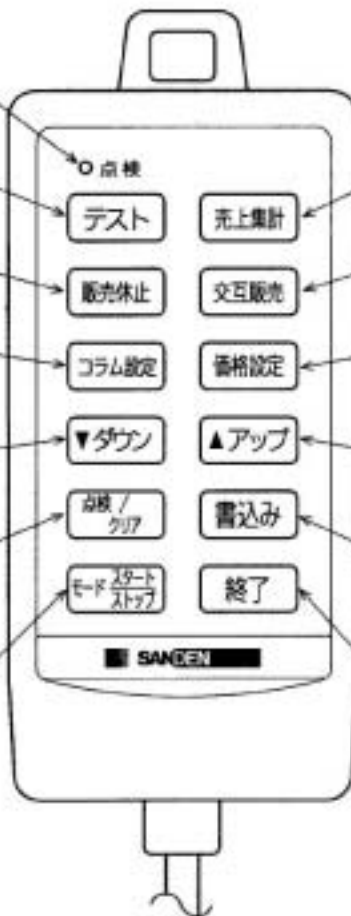 点検
テスト
売上集計
販売休止
交互販売
コラム設定
価格設定
▼ダウン
▲アップ
点検 /
クリア
書込み
モード スタート
ストップ
終了
SANDEN